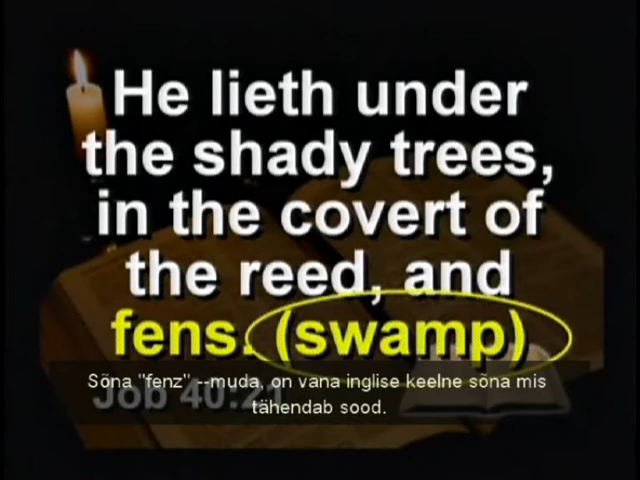 He lieth under
the shady trees,
in the covert of
the reed, and
fens. (swamp)
Sõna "fenz" --muda, on vana inglise keelne sõna mis
tähendab sood.
Job 40:21